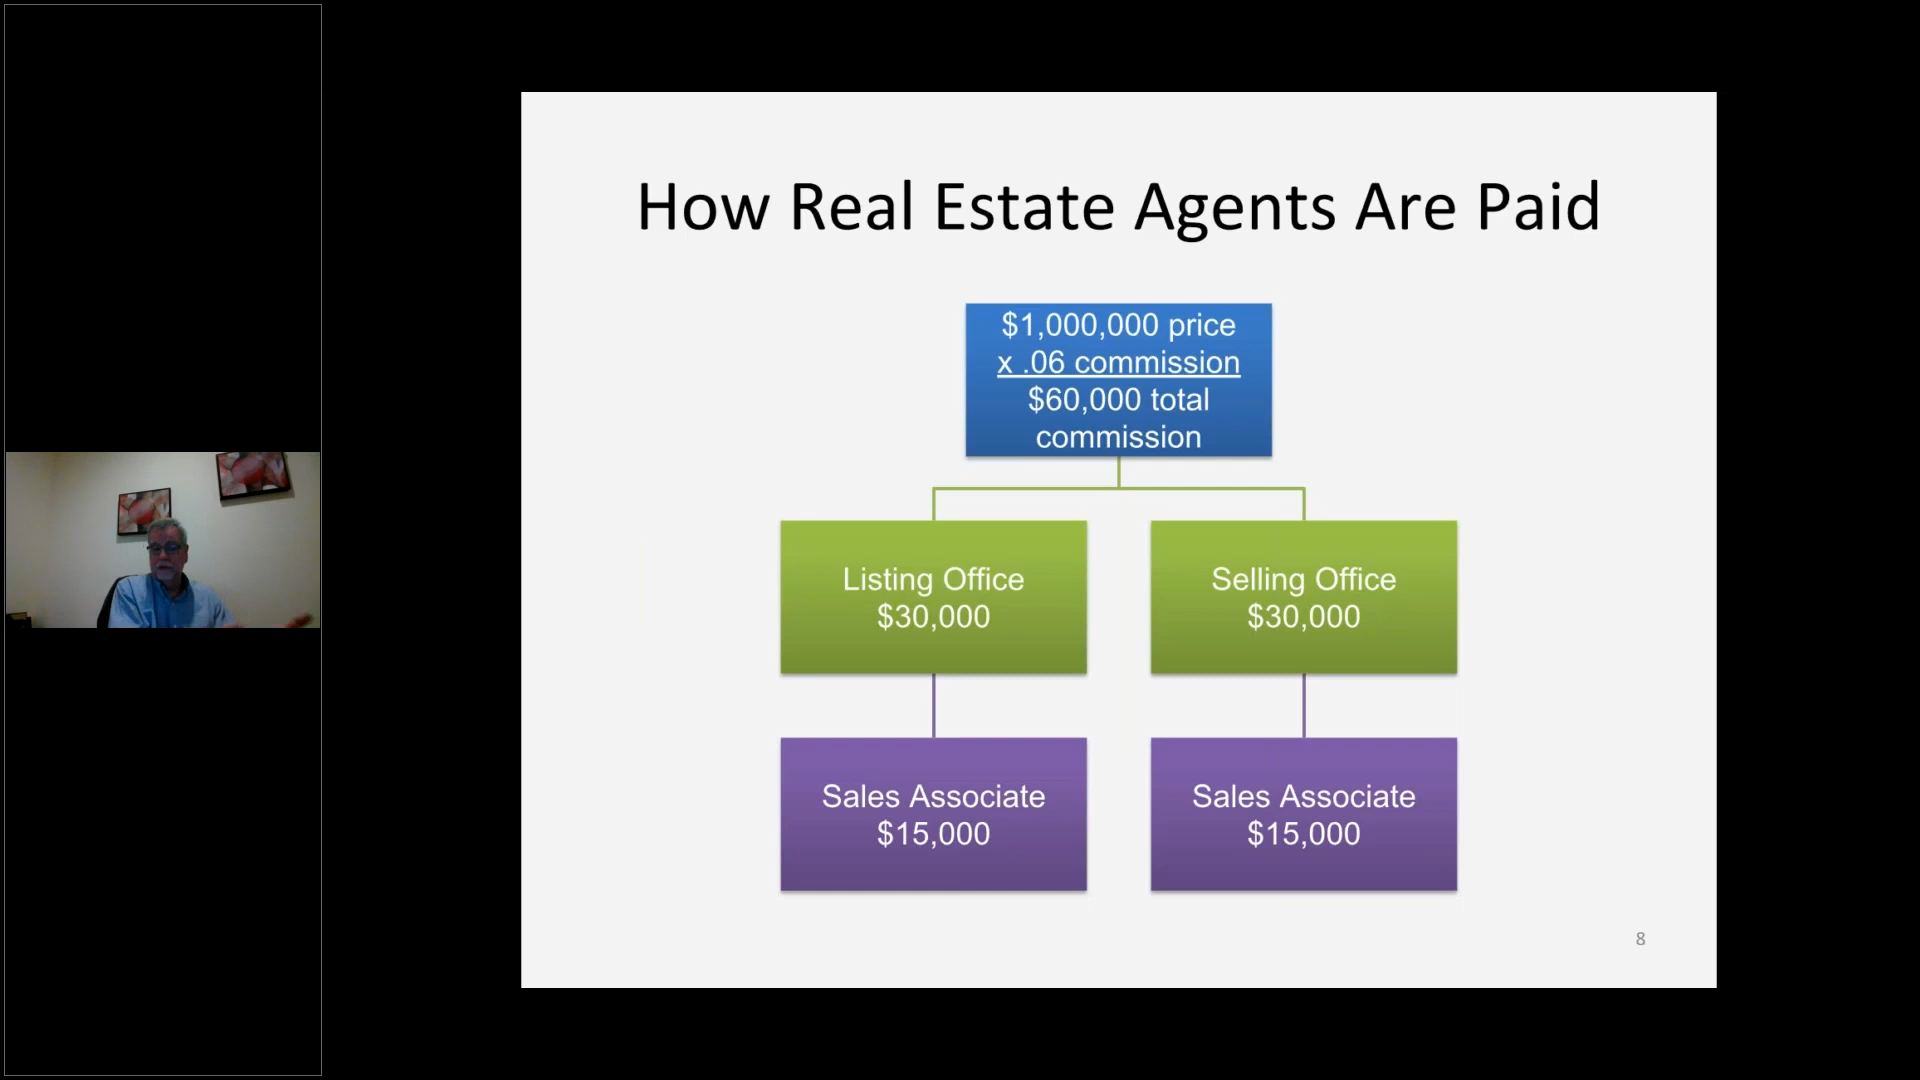 How Real Estate Agents Are Paid
$1,000,000 price
x .06 commission
$60,000 total
commission
Listing Office
$30,000
Selling Office
$30,000
Sales Associate
$15,000
Sales Associate
$15,000
8